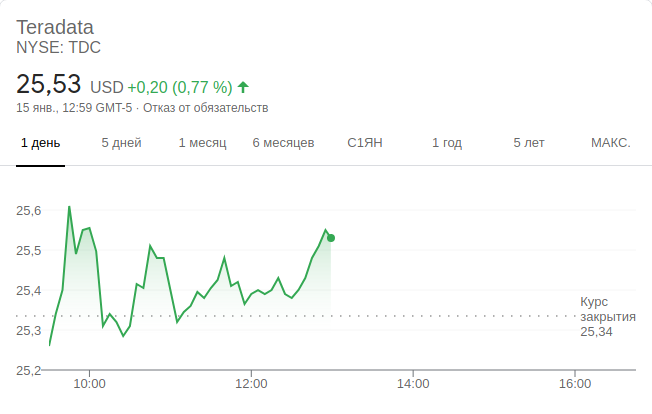 Teradata
NYSE: TDC
25,53 USD +0,20 (0,77 %)
15 янв., 12:59 GMT-5 · Отказ от обязательств
1 день 5 дней 1 месяц 6 месяцев С1ЯН 1 год 5 лет МАКС.
25,6
25,5
25,4
25,3
25,2
Курс
закрытия
25,34
10:00 12:00 14:00 16:00